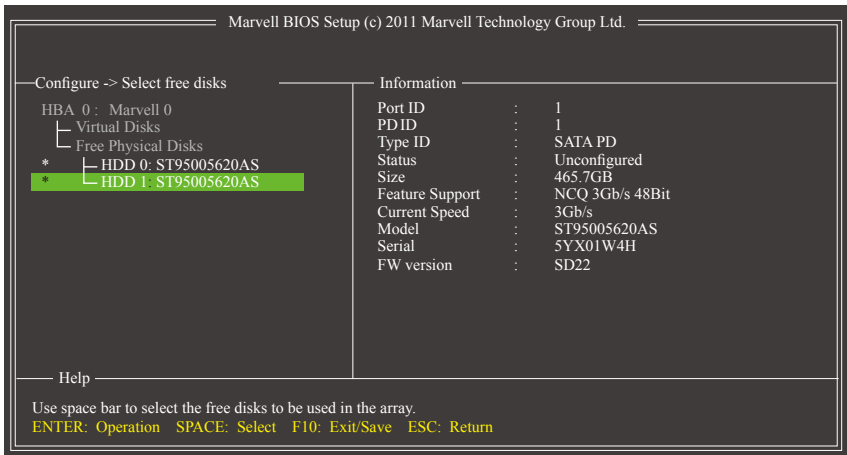 Marvell BIOS Setup (c) 2011 Marvell Technology Group Ltd.
Configure -> Select free disks
HBA 0 : Marvell 0
Virtual Disks
Free Physical Disks
* HDD 0: ST95005620AS
* HDD 1: ST95005620AS
Information
Port ID : 1
PD ID : 1
Type ID : SATA PD
Status : Unconfigured
Size : 465.7GB
Feature Support : NCQ 3Gb/s 48Bit
Current Speed : 3Gb/s
Model : ST95005620AS
Serial : 5YX01W4H
FW version : SD22
Help
Use space bar to select the free disks to be used in the array.
ENTER: Operation SPACE: Select F10: Exit/Save ESC: Return